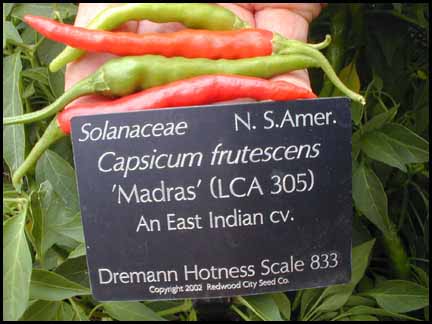 Solanaceae N. S.Amer.
Capsicum frutescens
'Madras' (LCA 305)
An East Indian cv.
Dremann Hotness Scale 833
Copyright 2002 Redwood City Seed Co.